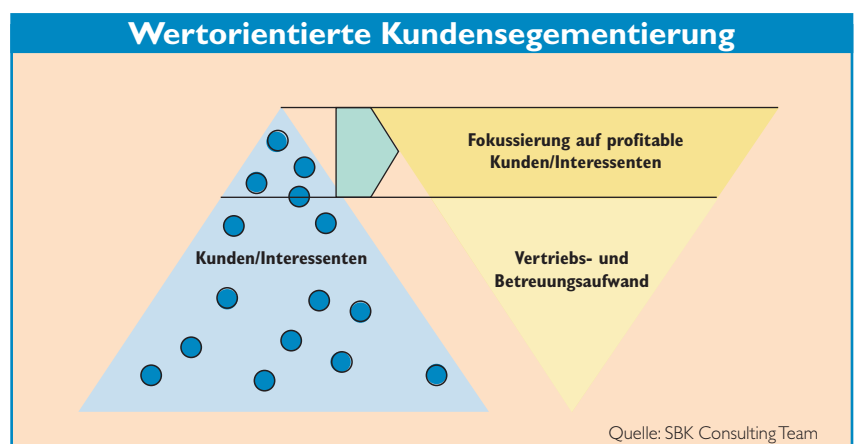 Wertorientierte Kundensegementierung
Fokussierung auf profitable
Kunden/Interessenten
Kunden/Interessenten
Vertriebs- und
Betreuungsaufwand
Quelle: SBK Consulting Team